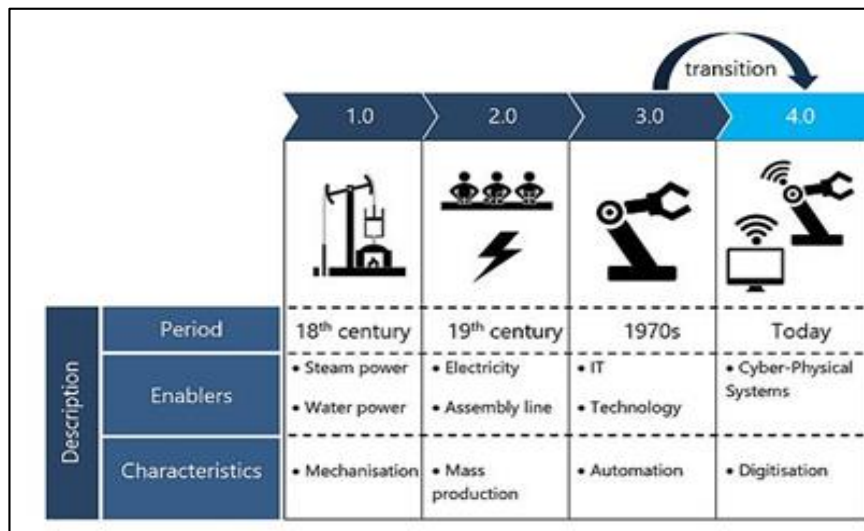 transition
1.0 2.0 3.0 4.0
Description
Period 18th century 19th century 1970s Today
Enablers
• Steam power • Electricity • IT • Cyber-Physical
Systems
• Water power • Assembly line • Technology
Characteristics • Mechanisation • Mass • Automation • Digitisation
production